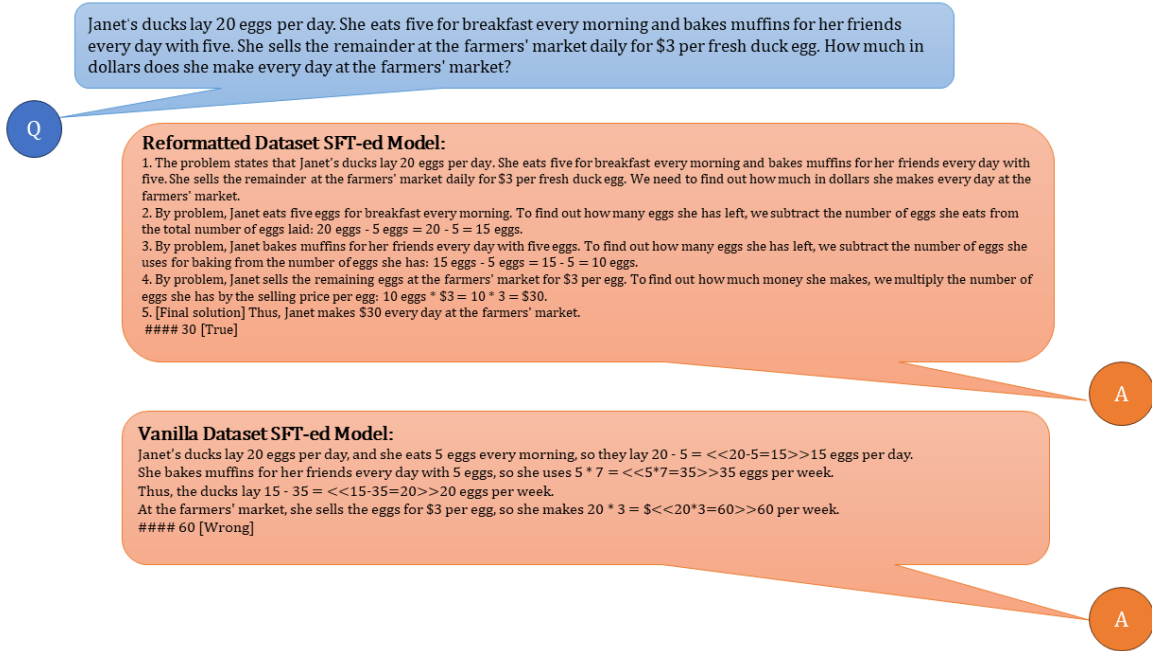 Janet's ducks lay 20 eggs per day. She eats five for breakfast every morning and bakes muffins for her friends
every day with five. She sells the remainder at the farmers' market daily for $3 per fresh duck egg. How much in
dollars does she make every day at the farmers' market?
Q
Reformatted Dataset SFT-ed Model:
1. The problem states that Janet's ducks lay 20 eggs per day. She eats five for breakfast every morning and bakes muffins for her friends every day with
five. She sells the remainder at the farmers' market daily for $3 per fresh duck egg. We need to find out how much in dollars she makes every day at the
farmers' market.
2. By problem, Janet eats five eggs for breakfast every morning. To find out how many eggs she has left, we subtract the number of eggs she eats from
the total number of eggs laid: 20 eggs - 5 eggs = 20 - 5 = 15 eggs.
3. By problem, Janet bakes muffins for her friends every day with five eggs. To find out how many eggs she has left, we subtract the number of eggs she
uses for baking from the number of eggs she has: 15 eggs - 5 eggs = 15 - 5 = 10 eggs.
4. By problem, Janet sells the remaining eggs at the farmers' market for $3 per egg. To find out how much money she makes, we multiply the number of
eggs she has by the selling price per egg: 10 eggs * $3 = 10 * 3 = $30.
5. [Final solution] Thus, Janet makes $30 every day at the farmers' market.
#### 30 [True]
A
Vanilla Dataset SFT-ed Model:
Janet's ducks lay 20 eggs per day, and she eats 5 eggs every morning, so they lay 20 - 5 = <<20-5=15>>15 eggs per day.
She bakes muffins for her friends every day with 5 eggs, so she uses 5 * 7 = <<5*7=35>>35 eggs per week.
Thus, the ducks lay 15 - 35 = <<15-35=20>>20 eggs per week.
At the farmers' market, she sells the eggs for $3 per egg, so she makes 20 * 3 = $<<20*3=60>>60 per week.
#### 60 [Wrong]
A